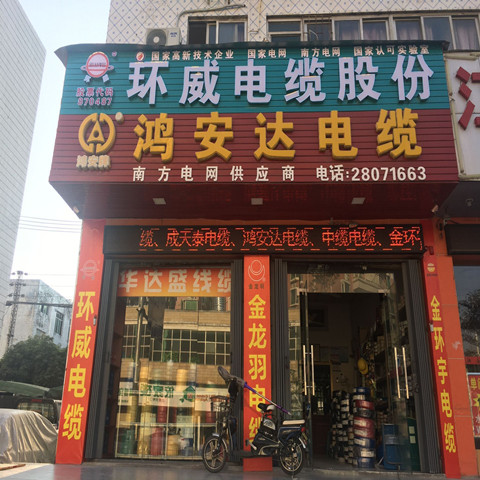 国家高新技术企业 国家电网 南方电网 国家认可实验室
环威电缆股份
股票代码
870487
鸿安达电缆
南方电网供应商 电话:28071663
缆、成天泰电缆、鸿安达电缆、中缆电缆、金环
华达盛线缆
环威电缆
金龙羽电缆
金环宇电缆